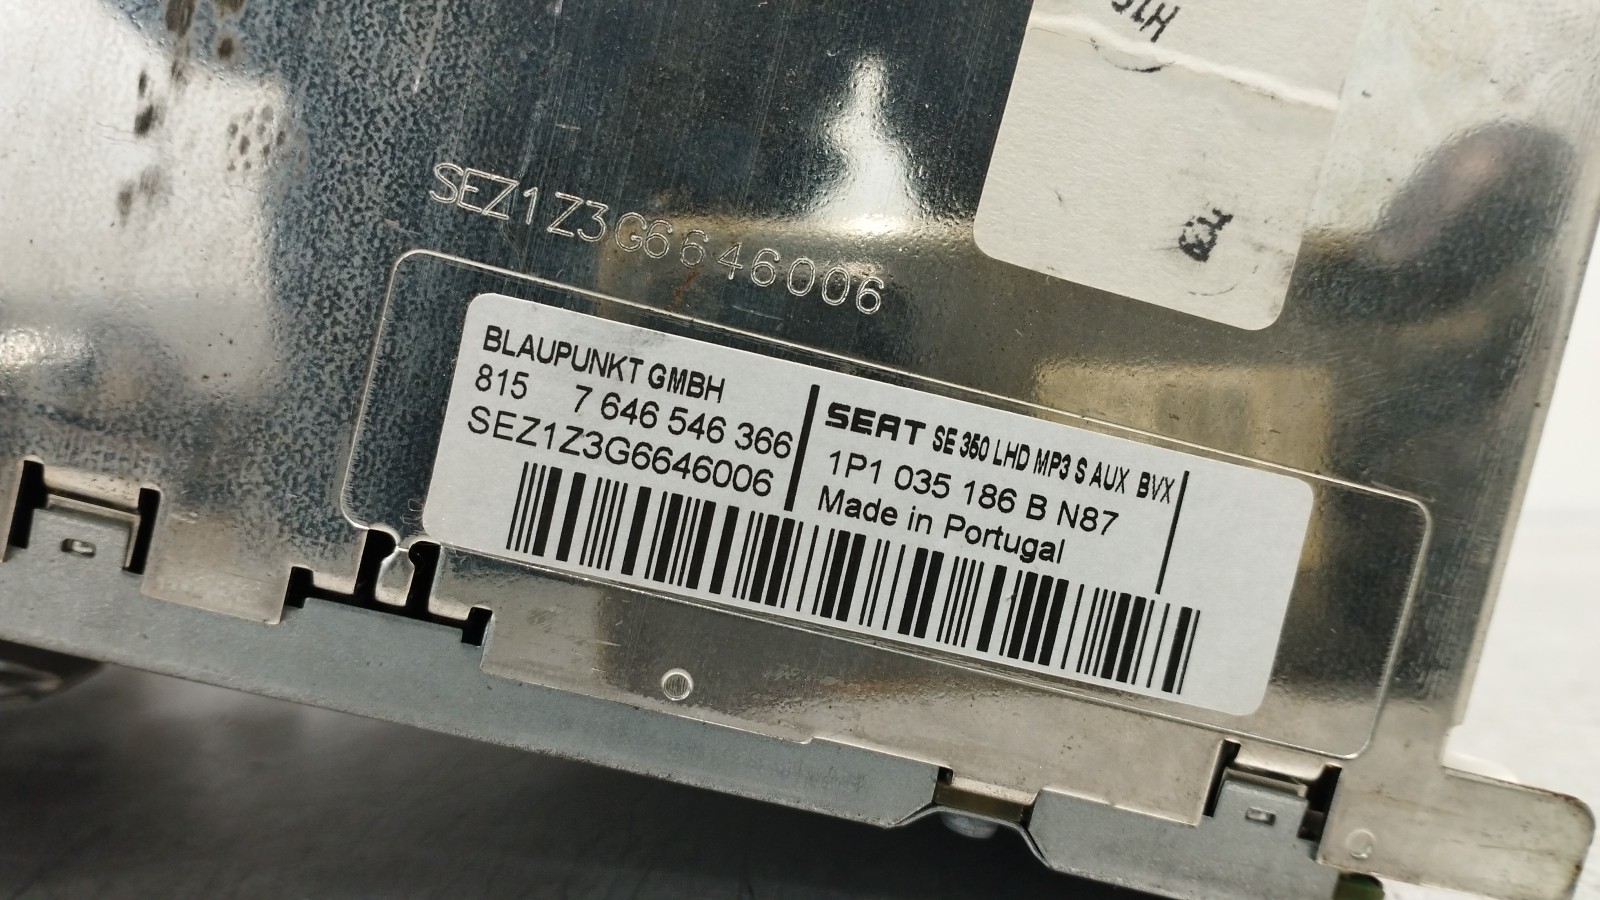 SEZ1Z3G6646006
BLAUPUNKT GMBH
815 7 646 546 366
SEZ1Z3G6646006
SEAT SE 350 LHD MP3 S AUX BVX
1P1 035 186 B N87
Made in Portugal